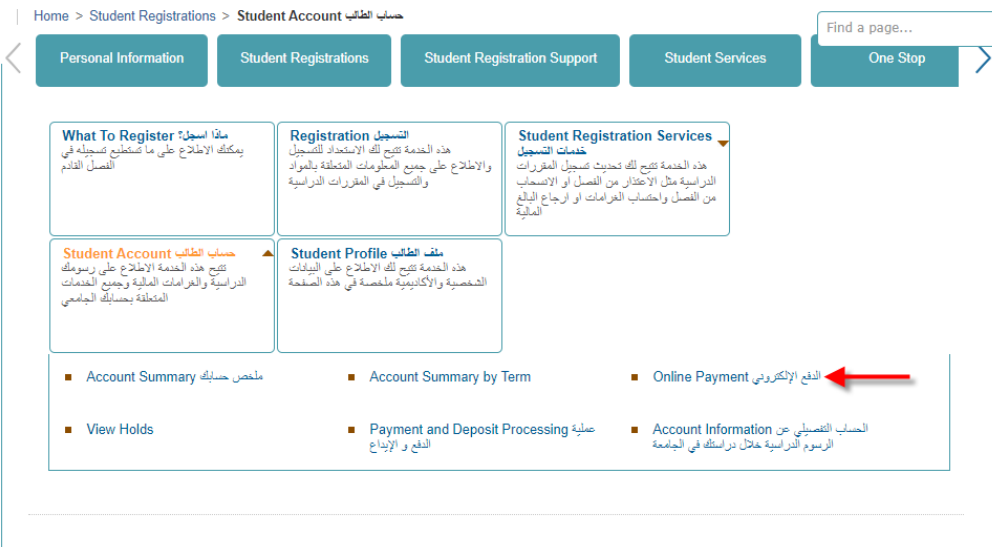 Home > Student Registrations > Student Account حساب الطالب
Find a page...
Personal Information
Student Registrations
Student Registration Support
Student Services
One Stop
What To Register ماذا اسجل؟
يمكنك الاطلاع على ما تستطيع تسجيله في
الفصل القادم
Registration التسجيل
هذه الخدمة تتيح لك الاستعداد للتسجيل
والاطلاع على جميع المعلومات المتعلقة بالمواد
والتسجيل في المقررات الدراسية
Student Registration Services
خدمات التسجيل
هذه الخدمة تتيح لك تحديث تسجيل المقررات
الدراسية مثل الاعتذار من الفصل او الانسحاب
من الفصل واحتساب الغرامات او ارجاع البالغ
المالية
Student Account حساب الطالب
تتيح هذه الخدمة الاطلاع على رسومك
الدراسية والغرامات المالية وجميع الخدمات
المتعلقة بحسابك الجامعي
Student Profile ملف الطالب
هذه الخدمة تتيح لك الاطلاع على البيانات
الشخصية والأكاديمية ملخصة في هذه الصفحة
Account Summary ملخص حسابك
Account Summary by Term
Online Payment الدفع الإلكتروني
View Holds
Payment and Deposit Processing عملية
الدفع و الإيداع
Account Information الحساب التفصيلي عن
الرسوم الدراسية خلال دراستك في الجامعة